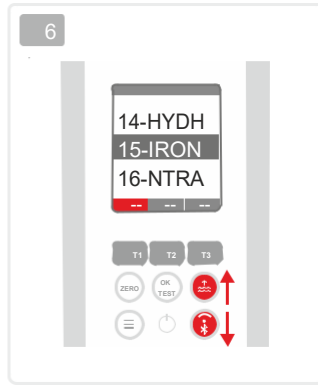 6
14-HYDH
15-IRON
16-NTRA
-- -- --
T1 T2 T3
ZERO OK TEST